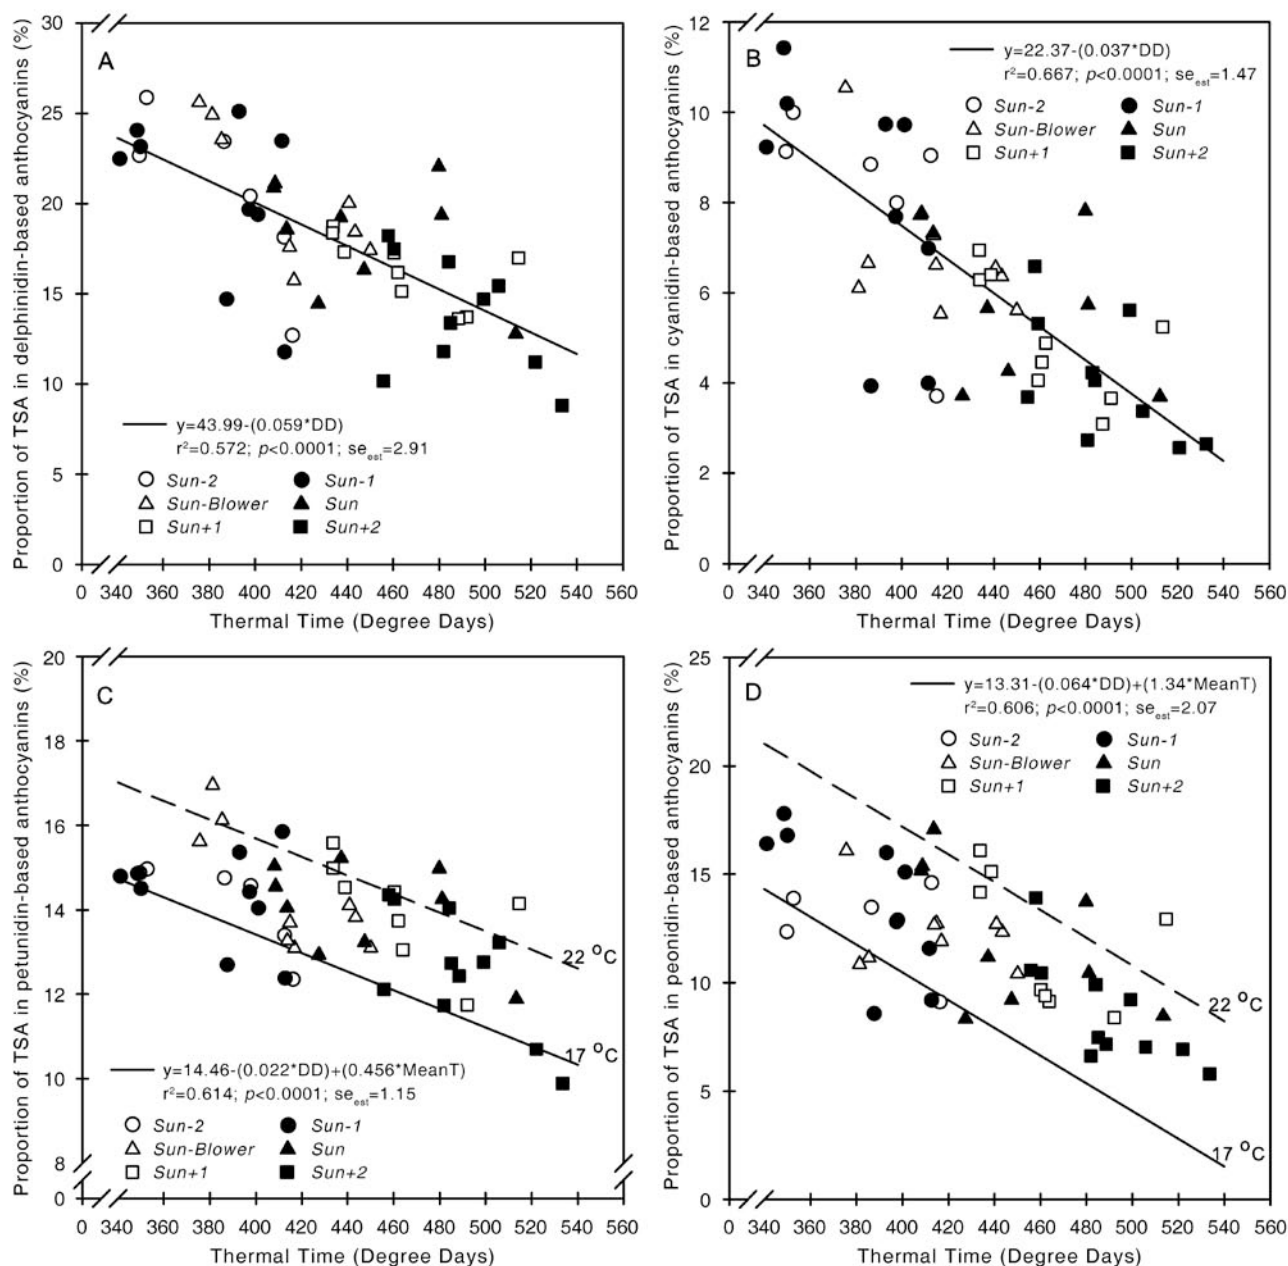 Proportion of TSA in delphinidin-based anthocyanins (%)
30
25
20
15
10
5
0
A
y=43.99-(0.059*DD)
r²=0.572; p<0.0001; se_est=2.91
Sun-2
Sun-1
Sun-Blower
Sun
Sun+1
Sun+2
0 340 360 380 400 420 440 460 480 500 520 540 560
Thermal Time (Degree Days)
Proportion of TSA in cyanidin-based anthocyanins (%)
12
10
8
6
4
2
0
B
y=22.37-(0.037*DD)
r²=0.667; p<0.0001; se_est=1.47
Sun-2
Sun-1
Sun-Blower
Sun
Sun+1
Sun+2
0 340 360 380 400 420 440 460 480 500 520 540 560
Thermal Time (Degree Days)
Proportion of TSA in petunidin-based anthocyanins (%)
20
18
16
14
12
10
8
0
C
22 °C
17 °C
y=14.46-(0.022*DD)+(0.456*MeanT)
r²=0.614; p<0.0001; se_est=1.15
Sun-2
Sun-1
Sun-Blower
Sun
Sun+1
Sun+2
0 340 360 380 400 420 440 460 480 500 520 540 560
Thermal Time (Degree Days)
Proportion of TSA in peonidin-based anthocyanins (%)
25
20
15
10
5
0
D
y=13.31-(0.064*DD)+(1.34*MeanT)
r²=0.606; p<0.0001; se_est=2.07
Sun-2
Sun-1
Sun-Blower
Sun
Sun+1
Sun+2
22 °C
17 °C
0 340 360 380 400 420 440 460 480 500 520 540 560
Thermal Time (Degree Days)